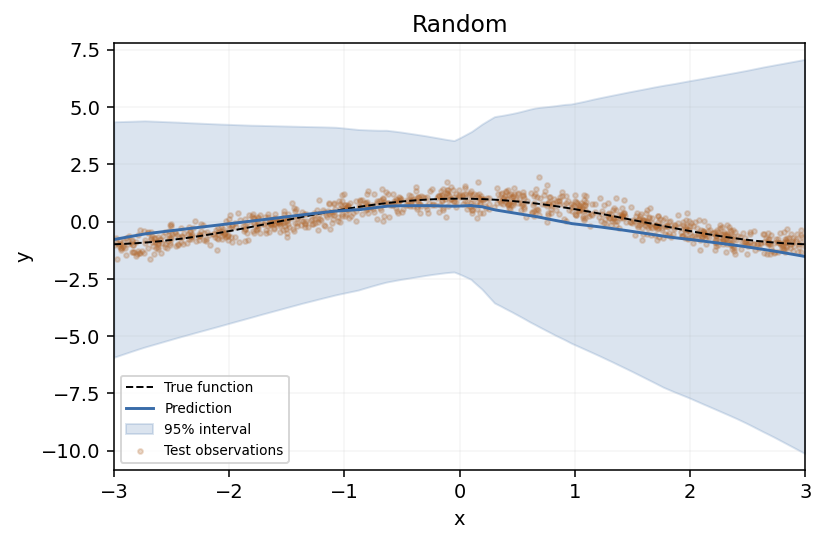 Random
7.5
5.0
2.5
0.0
−2.5
−5.0
−7.5
−10.0
y
True function
Prediction
95% interval
Test observations
−3 −2 −1 0 1 2 3
x